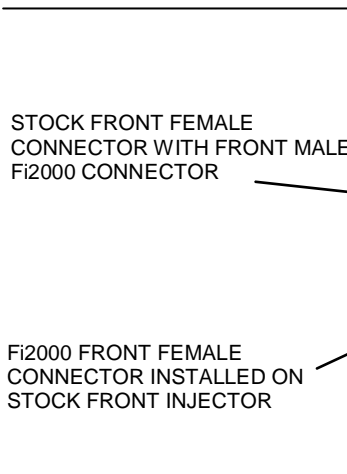 STOCK FRONT FEMALE
CONNECTOR WITH FRONT MALE
Fi2000 CONNECTOR
Fi2000 FRONT FEMALE
CONNECTOR INSTALLED ON
STOCK FRONT INJECTOR